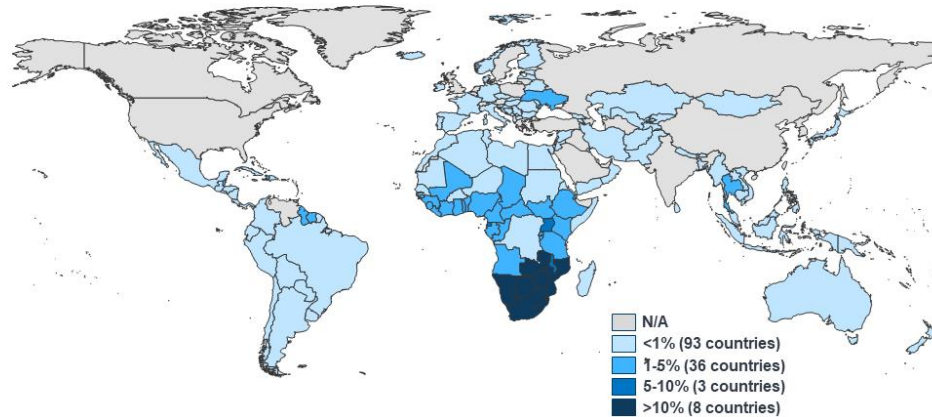 N/A
<1% (93 countries)
1-5% (36 countries)
5-10% (3 countries)
>10% (8 countries)